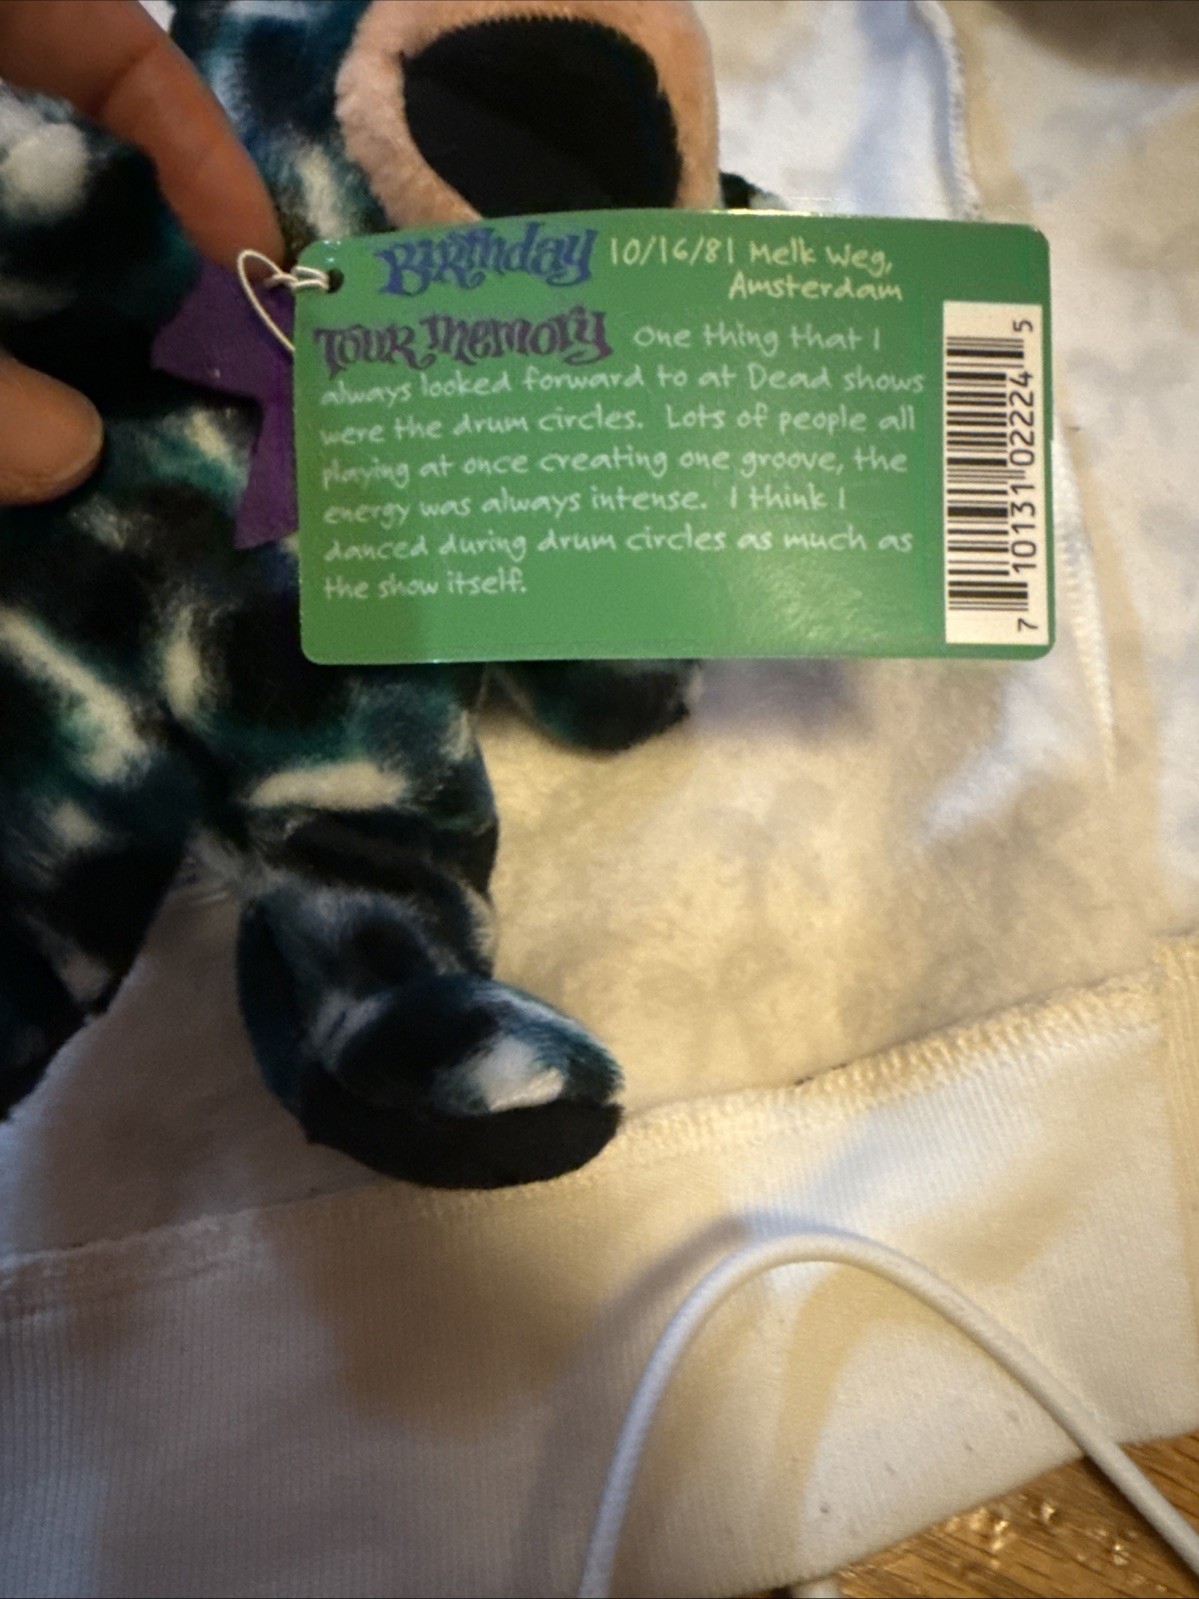 Birthday 10/16/81 Melk Weg,
Amsterdam
Tour Memory One thing that I
always looked forward to at Dead shows
were the drum circles. Lots of people all
playing at once creating one groove, the
energy was always intense. I think I
danced during drum circles as much as
the show itself.
7 10131 02224 5